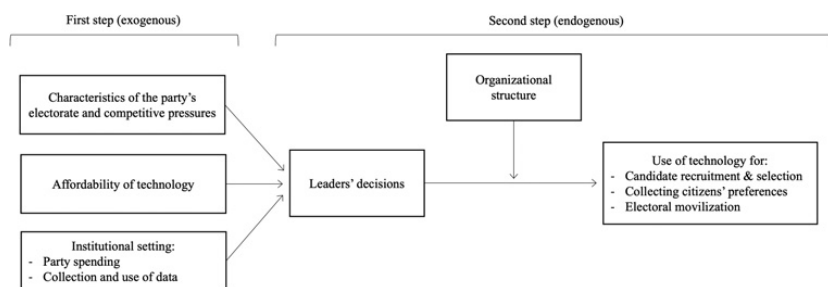 First step (exogenous)
Second step (endogenous)
Characteristics of the party's
electorate and competitive pressures
Organizational
structure
Affordability of technology
Leaders' decisions
Use of technology for:
- Candidate recruitment & selection
- Collecting citizens' preferences
- Electoral movilization
Institutional setting:
- Party spending
- Collection and use of data